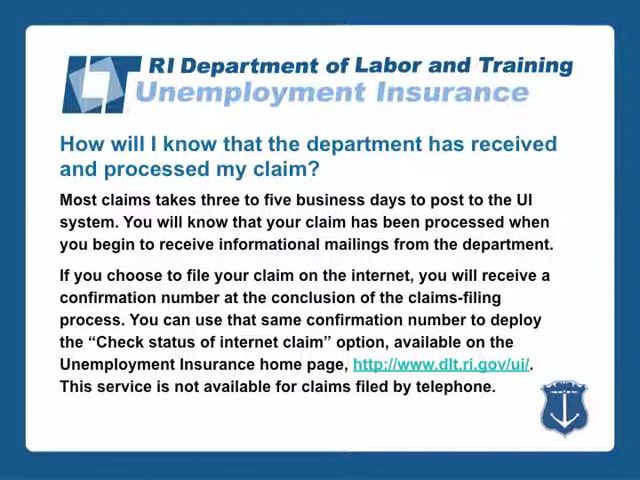 RI Department of Labor and Training
Unemployment Insurance
How will I know that the department has received
and processed my claim?
Most claims takes three to five business days to post to the UI
system. You will know that your claim has been processed when
you begin to receive informational mailings from the department.
If you choose to file your claim on the internet, you will receive a
confirmation number at the conclusion of the claims-filing
process. You can use that same confirmation number to deploy
the “Check status of internet claim” option, available on the
Unemployment Insurance home page, http://www.dlt.ri.gov/ui/.
This service is not available for claims filed by telephone.